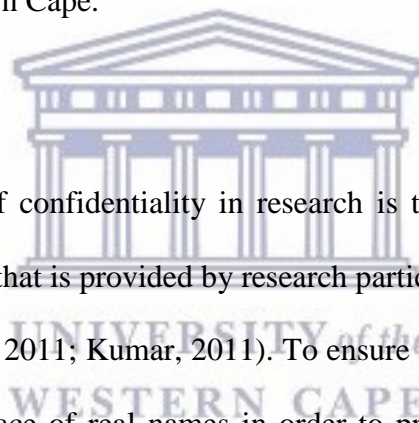 n Cape.
f confidentiality in research is t
that is provided by research partic
UNIVERSITY of the
2011; Kumar, 2011). To ensure
WESTERN CAPE
ace of real names in order to pr